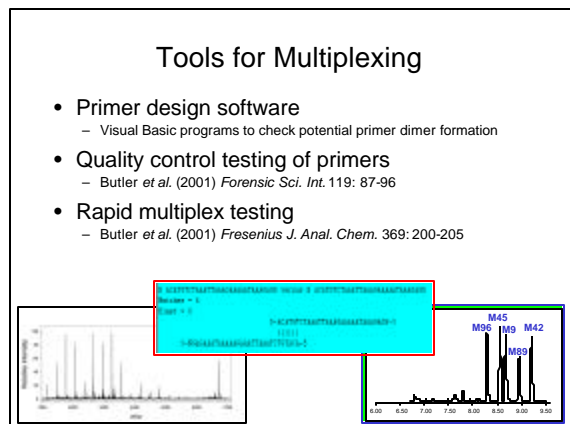 Tools for Multiplexing
• Primer design software
– Visual Basic programs to check potential primer dimer formation
• Quality control testing of primers
– Butler et al. (2001) Forensic Sci. Int. 119: 87-96
• Rapid multiplex testing
– Butler et al. (2001) Fresenius J. Anal. Chem. 369: 200-205
M45
M96 M9 M42
M89
6.00 6.50 7.00 7.50 8.00 8.50 9.00 9.50